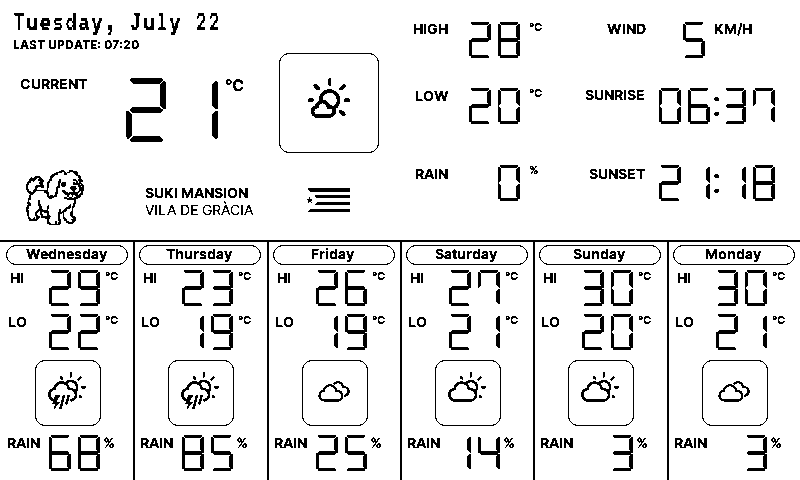 Tuesday, July 22
LAST UPDATE: 07:20
CURRENT 21 °C
HIGH 28 °C
LOW 20 °C
RAIN 0 %
WIND 5 KM/H
SUNRISE 06:37
SUNSET 21:18
SUKI MANSION
VILA DE GRÀCIA
Wednesday
HI 29 °C
LO 22 °C
RAIN 68 %
Thursday
HI 23 °C
LO 19 °C
RAIN 85 %
Friday
HI 26 °C
LO 19 °C
RAIN 25 %
Saturday
HI 27 °C
LO 21 °C
RAIN 14 %
Sunday
HI 30 °C
LO 20 °C
RAIN 3 %
Monday
HI 30 °C
LO 21 °C
RAIN 3 %